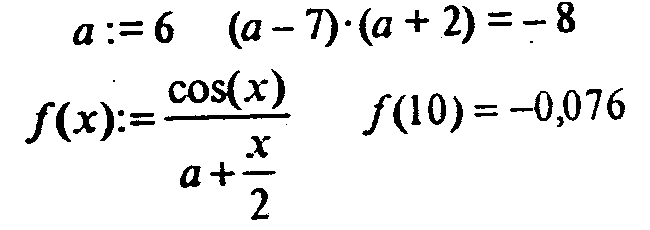 a := 6 (a − 7)·(a + 2) = −8
f(x) := cos(x) / (a + x/2) f(10) = −0,076